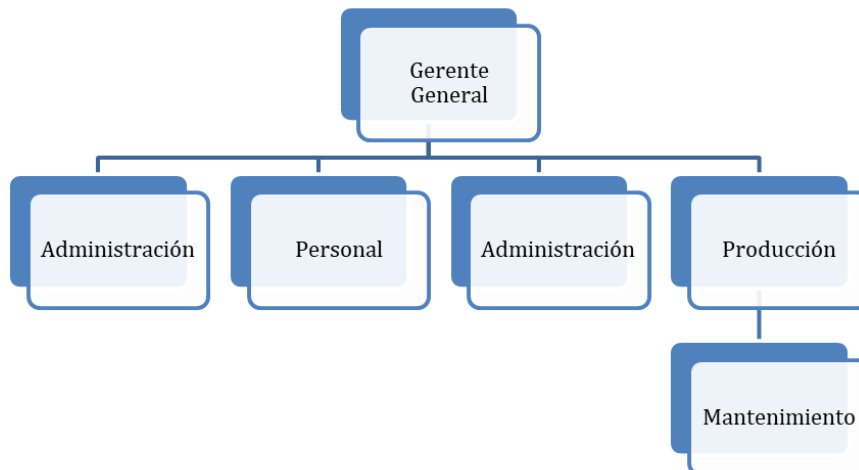 Gerente
General
Administración
Personal
Administración
Producción
Mantenimiento